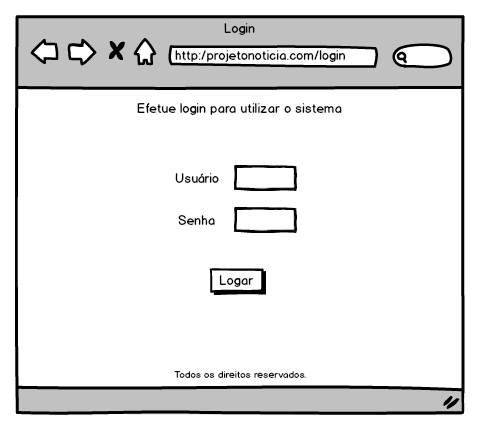 Login
http:/projetonoticia.com/login
Efetue login para utilizar o sistema
Usuário
Senha
Logar
Todos os direitos reservados.